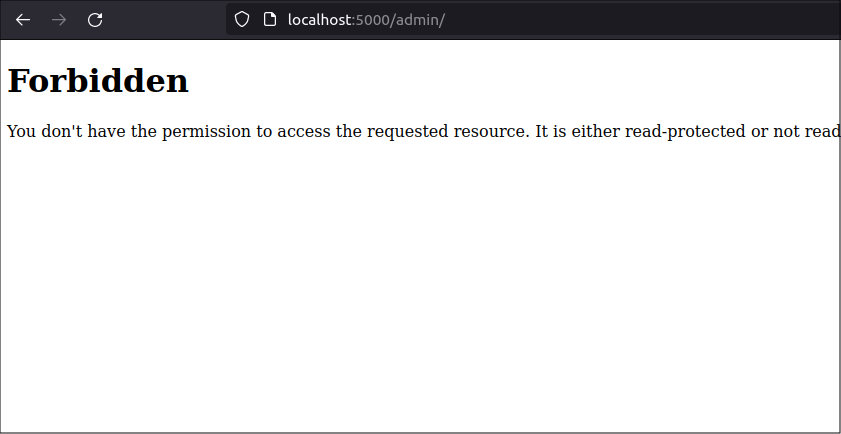 localhost:5000/admin/
Forbidden
You don't have the permission to access the requested resource. It is either read-protected or not read